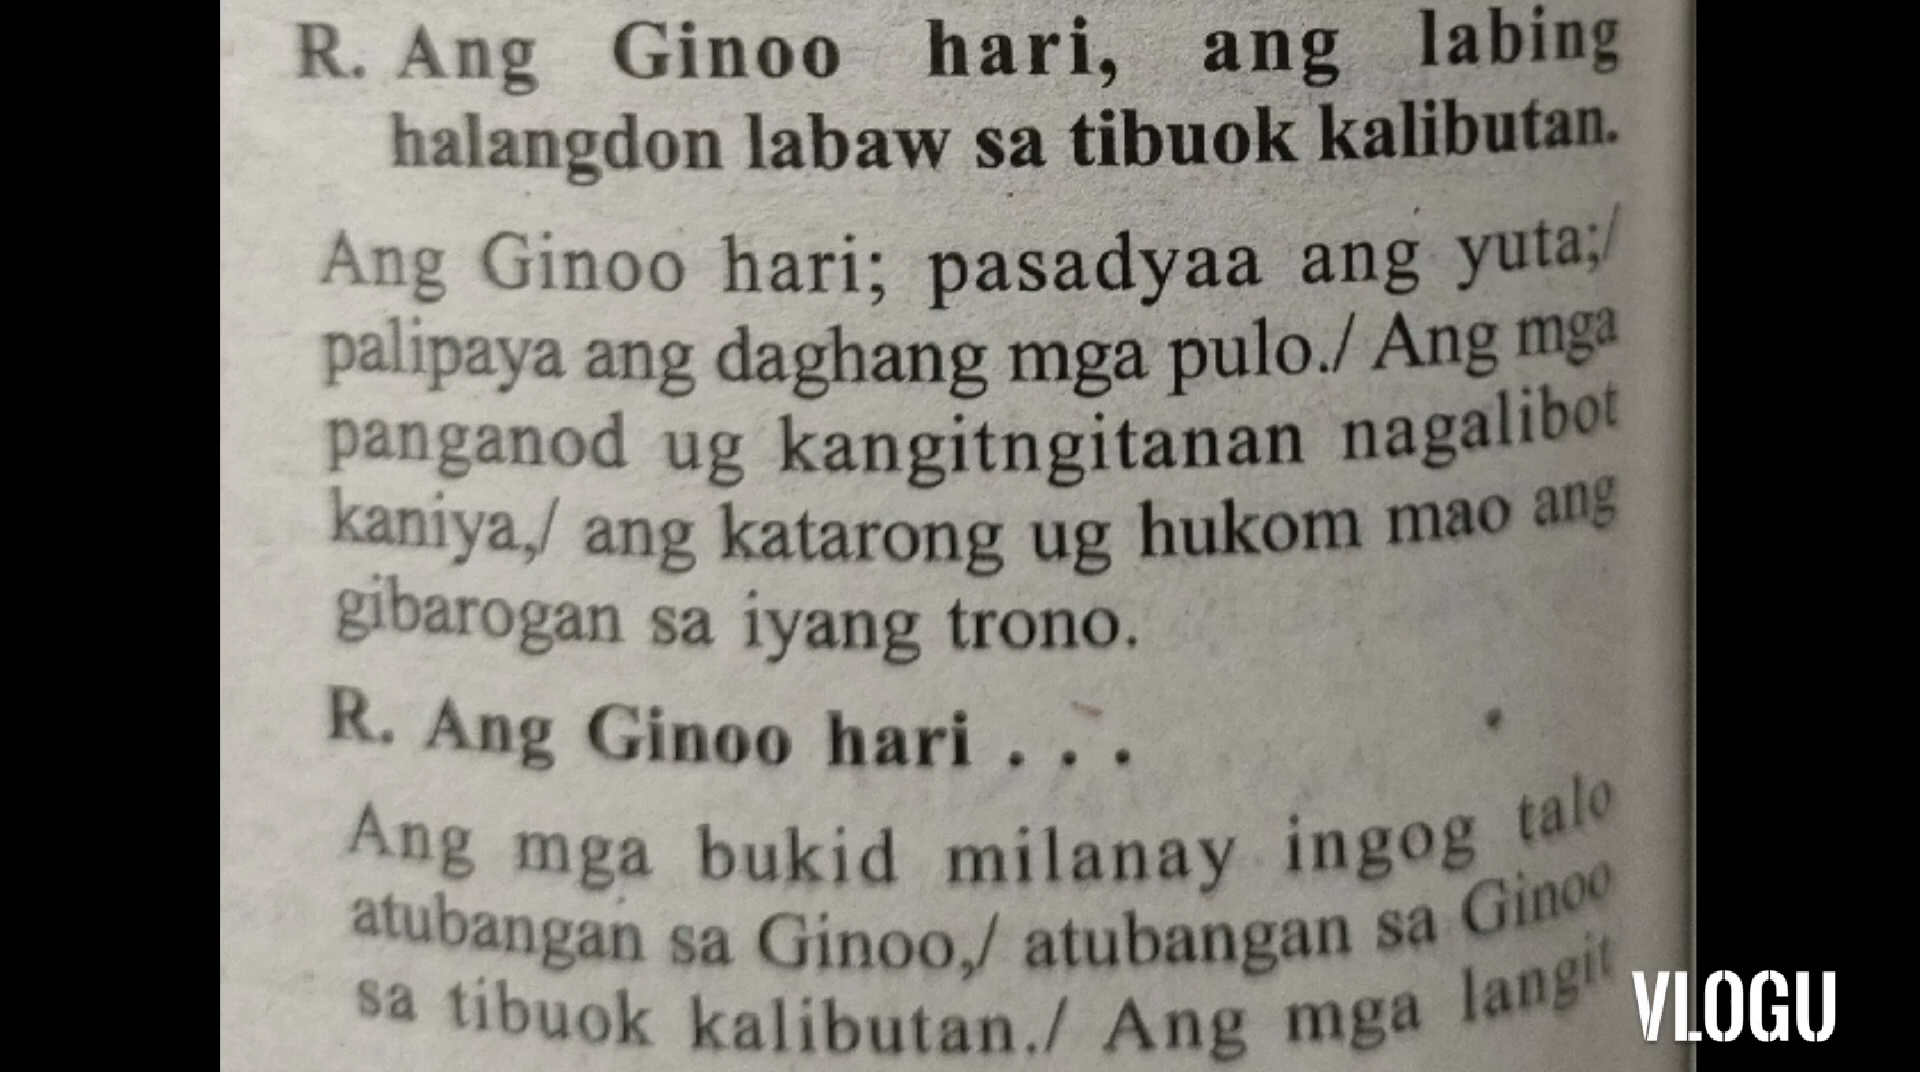 R. Ang Ginoo hari, ang labing
halangdon labaw sa tibuok kalibutan.
Ang Ginoo hari; pasadyaa ang yuta;/
palipaya ang daghang mga pulo./ Ang mga
panganod ug kangitngitanan nagalibot
kaniya,/ ang katarong ug hukom mao ang
gibarogan sa iyang trono.
R. Ang Ginoo hari . . .
Ang mga bukid milanay ingog talo
atubangan sa Ginoo,/ atubangan sa Ginoo
sa tibuok kalibutan./ Ang mga langit
VLOGU